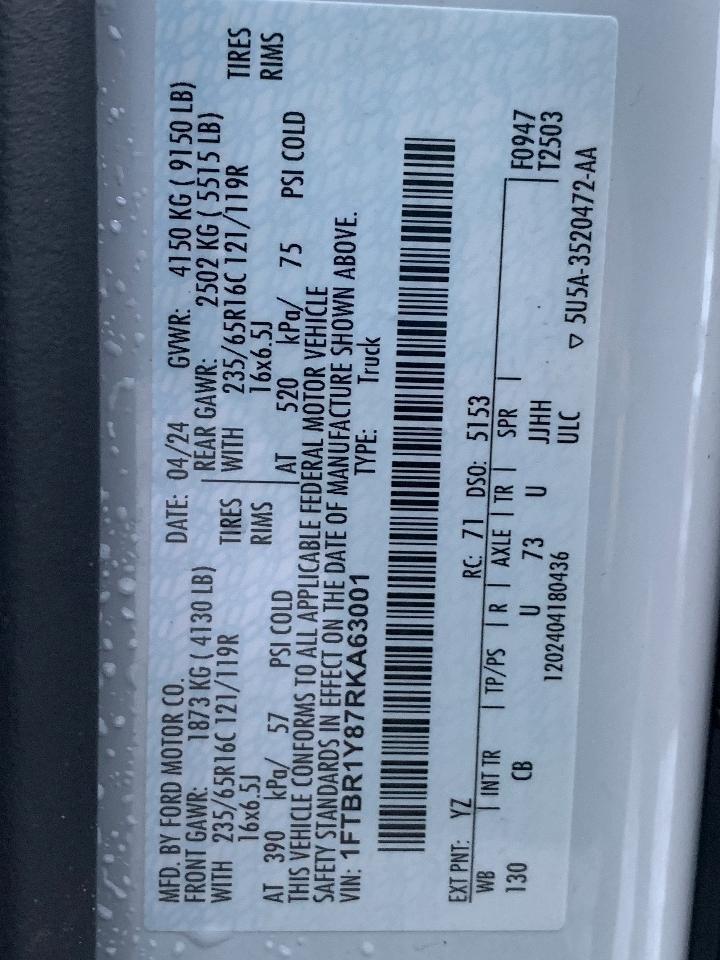 MFD. BY FORD MOTOR CO. DATE: 04/24 GVWR: 4150 KG ( 9150 LB)
FRONT GAWR: 1873 KG ( 4130 LB) REAR GAWR: 2502 KG ( 5515 LB)
WITH 235/65R16C 121/119R TIRES WITH 235/65R16C 121/119R TIRES
16x6.5J RIMS 16x6.5J RIMS
AT 390 kPa/ 57 PSI COLD AT 520 kPa/ 75 PSI COLD
THIS VEHICLE CONFORMS TO ALL APPLICABLE FEDERAL MOTOR VEHICLE
SAFETY STANDARDS IN EFFECT ON THE DATE OF MANUFACTURE SHOWN ABOVE.
VIN: 1FTBR1Y87RKA63001 TYPE: Truck
EXT PNT: YZ RC: 71 DSO: 5153
WB INT TR TP/PS R AXLE TR SPR F0947
130 CB U 73 U JJHH T2503
1202404180436 ULC
▽ 5U5A-3520472-AA